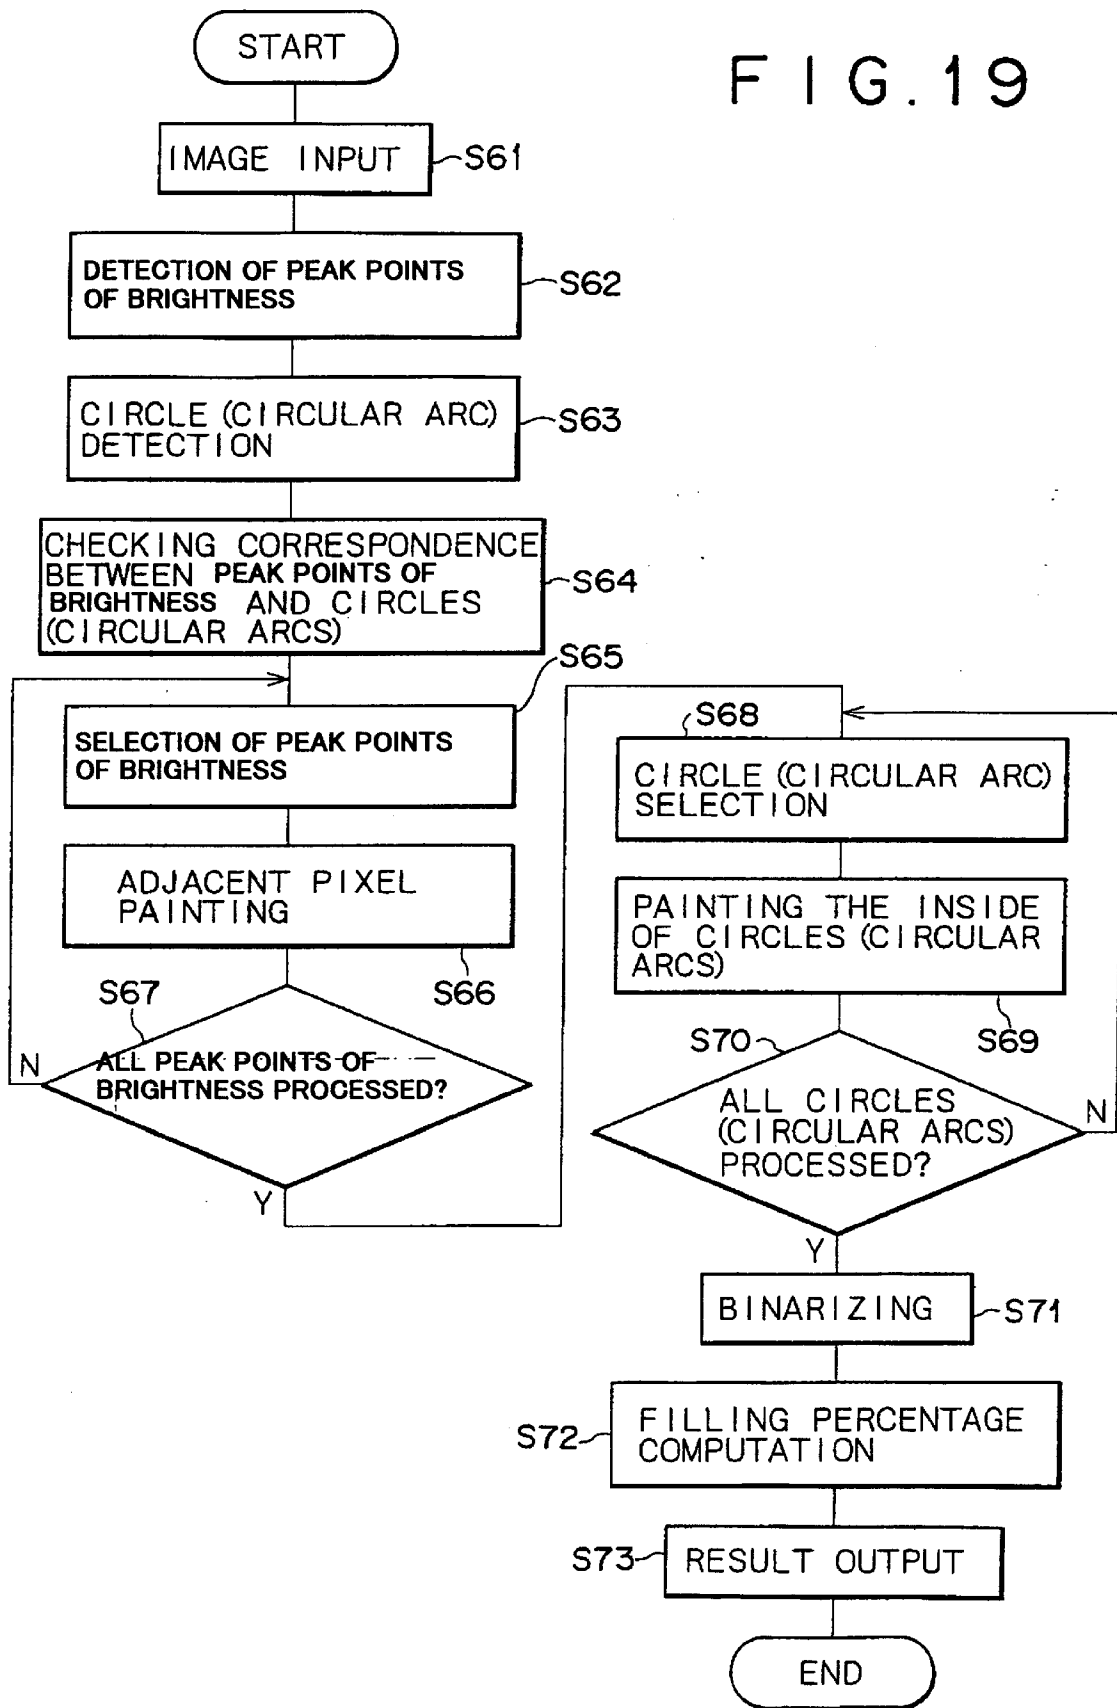 FIG.19
START
IMAGE INPUT
S61
DETECTION OF PEAK POINTS
OF BRIGHTNESS
S62
CIRCLE (CIRCULAR ARC)
DETECTION
S63
CHECKING CORRESPONDENCE
BETWEEN PEAK POINTS OF
BRIGHTNESS AND CIRCLES
(CIRCULAR ARCS)
S64
S65
SELECTION OF PEAK POINTS
OF BRIGHTNESS
ADJACENT PIXEL
PAINTING
S66
S67
N
ALL PEAK POINTS OF
BRIGHTNESS PROCESSED?
Y
S68
CIRCLE (CIRCULAR ARC)
SELECTION
PAINTING THE INSIDE
OF CIRCLES (CIRCULAR
ARCS)
S69
S70
ALL CIRCLES
(CIRCULAR ARCS)
PROCESSED?
N
Y
BINARIZING
S71
FILLING PERCENTAGE
COMPUTATION
S72
RESULT OUTPUT
S73
END